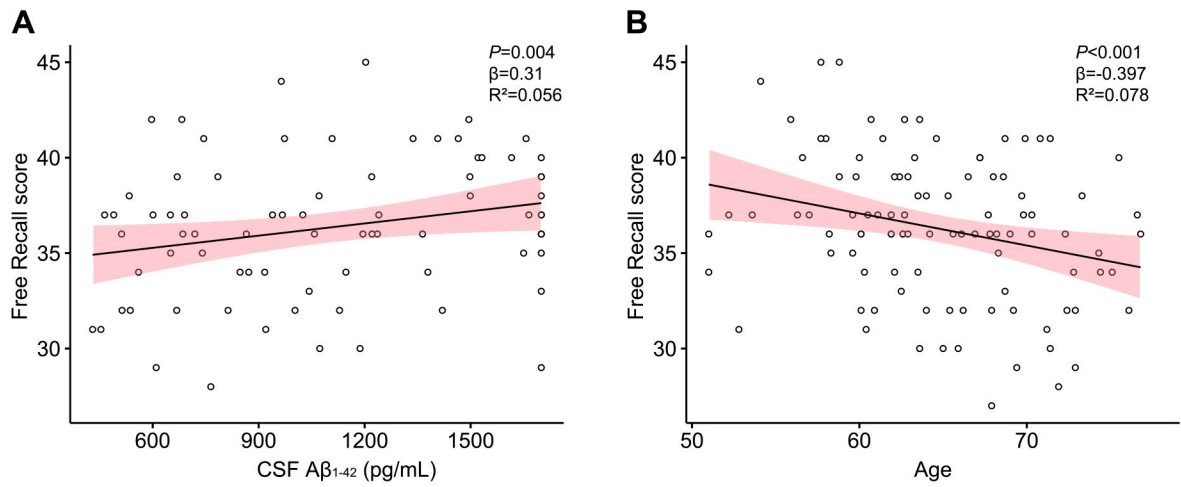 A
P=0.004
β=0.31
R²=0.056
Free Recall score
45
40
35
30
600 900 1200 1500
CSF Aβ₁₋₄₂ (pg/mL)
B
P<0.001
β=-0.397
R²=0.078
Free Recall score
45
40
35
30
50 60 70
Age